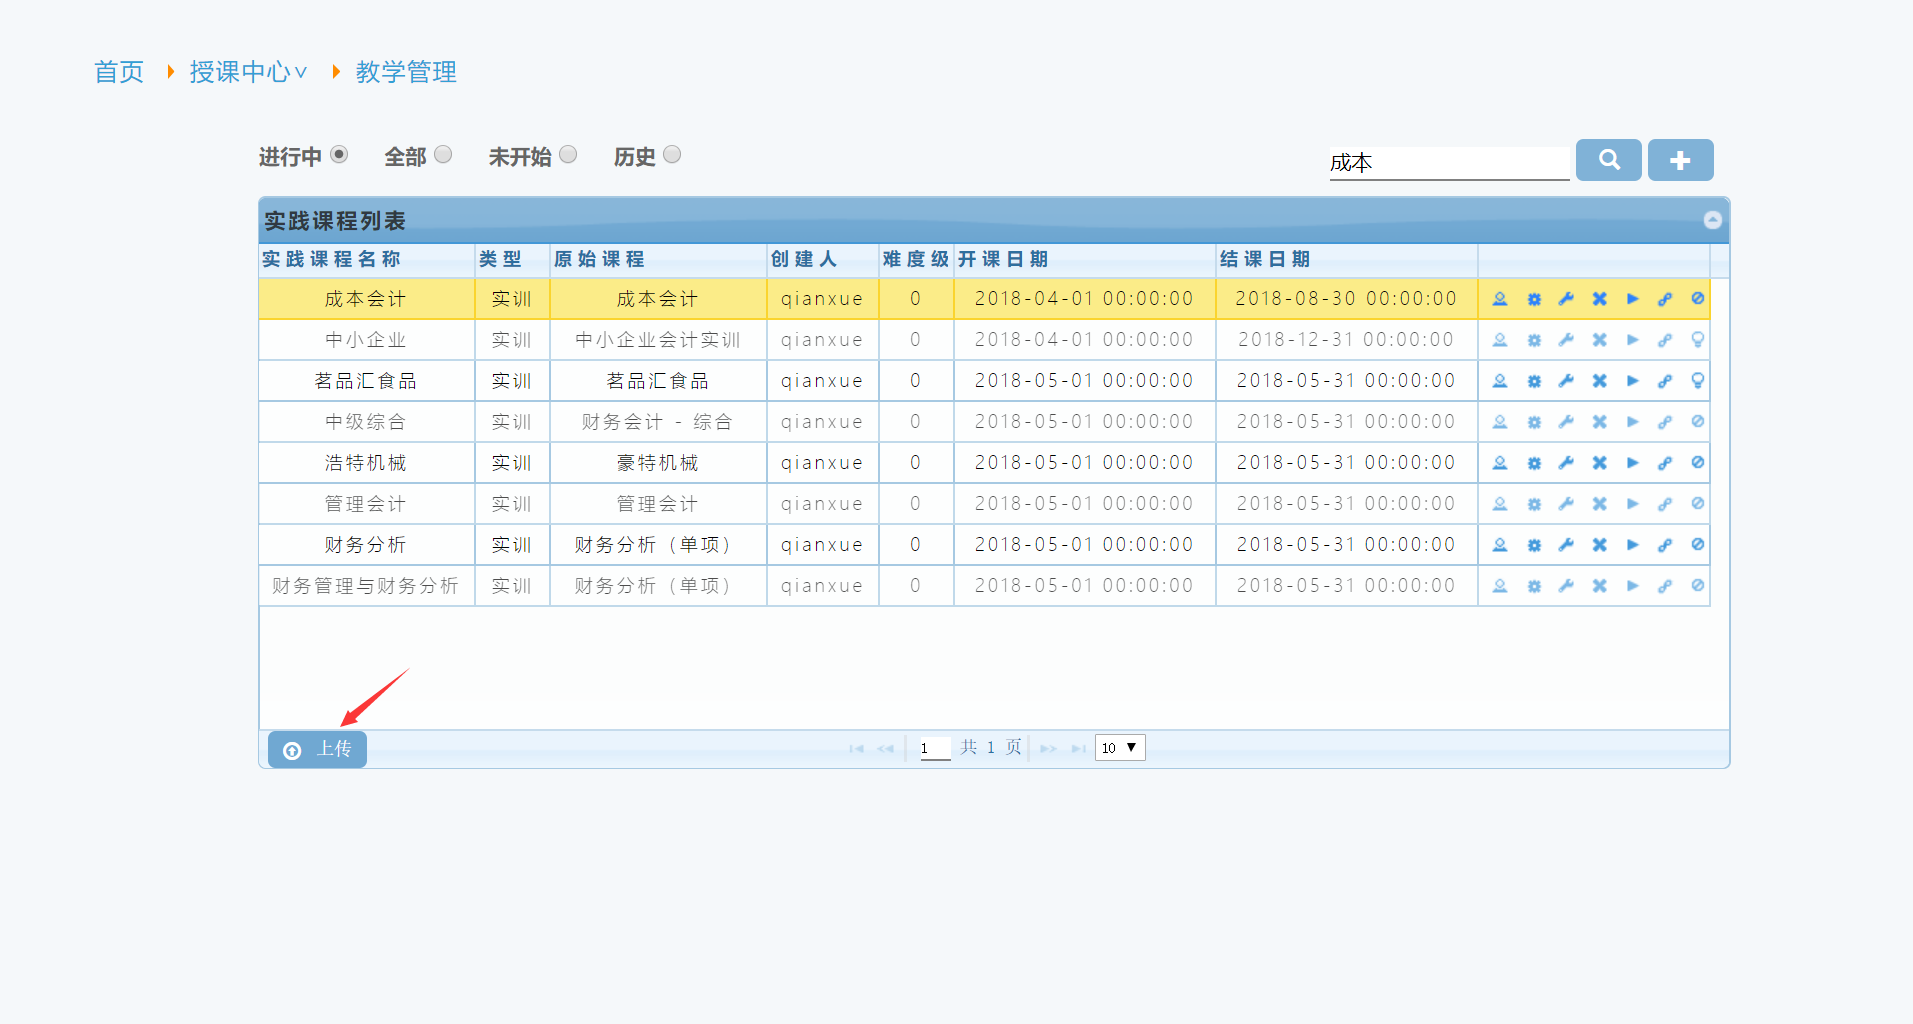 首页 授课中心 教学管理
进行中 全部 未开始 历史 成本
实践课程列表
实践课程名称 类型 原始课程 创建人 难度级 开课日期 结课日期
成本会计 实训 成本会计 qianxue 0 2018-04-01 00:00:00 2018-08-30 00:00:00
中小企业 实训 中小企业会计实训 qianxue 0 2018-04-01 00:00:00 2018-12-31 00:00:00
茗品汇食品 实训 茗品汇食品 qianxue 0 2018-05-01 00:00:00 2018-05-31 00:00:00
中级综合 实训 财务会计 - 综合 qianxue 0 2018-05-01 00:00:00 2018-05-31 00:00:00
浩特机械 实训 豪特机械 qianxue 0 2018-05-01 00:00:00 2018-05-31 00:00:00
管理会计 实训 管理会计 qianxue 0 2018-05-01 00:00:00 2018-05-31 00:00:00
财务分析 实训 财务分析（单项） qianxue 0 2018-05-01 00:00:00 2018-05-31 00:00:00
财务管理与财务分析 实训 财务分析（单项） qianxue 0 2018-05-01 00:00:00 2018-05-31 00:00:00
上传 1 共 1 页 10